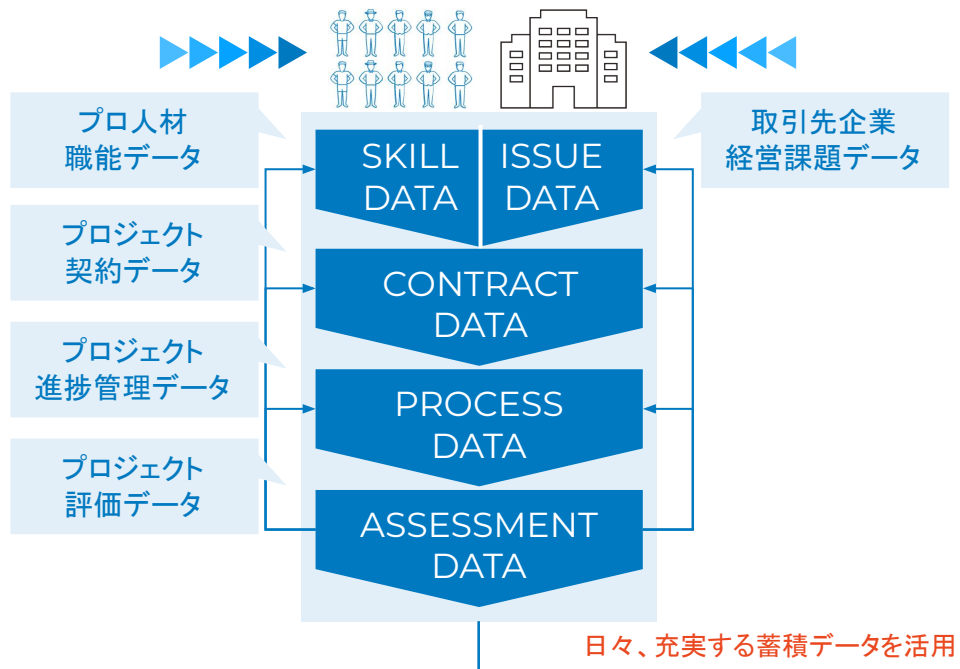 プロ人材
職能データ
取引先企業
経営課題データ
SKILL
DATA
ISSUE
DATA
プロジェクト
契約データ
CONTRACT
DATA
プロジェクト
進捗管理データ
PROCESS
DATA
プロジェクト
評価データ
ASSESSMENT
DATA
日々、充実する蓄積データを活用